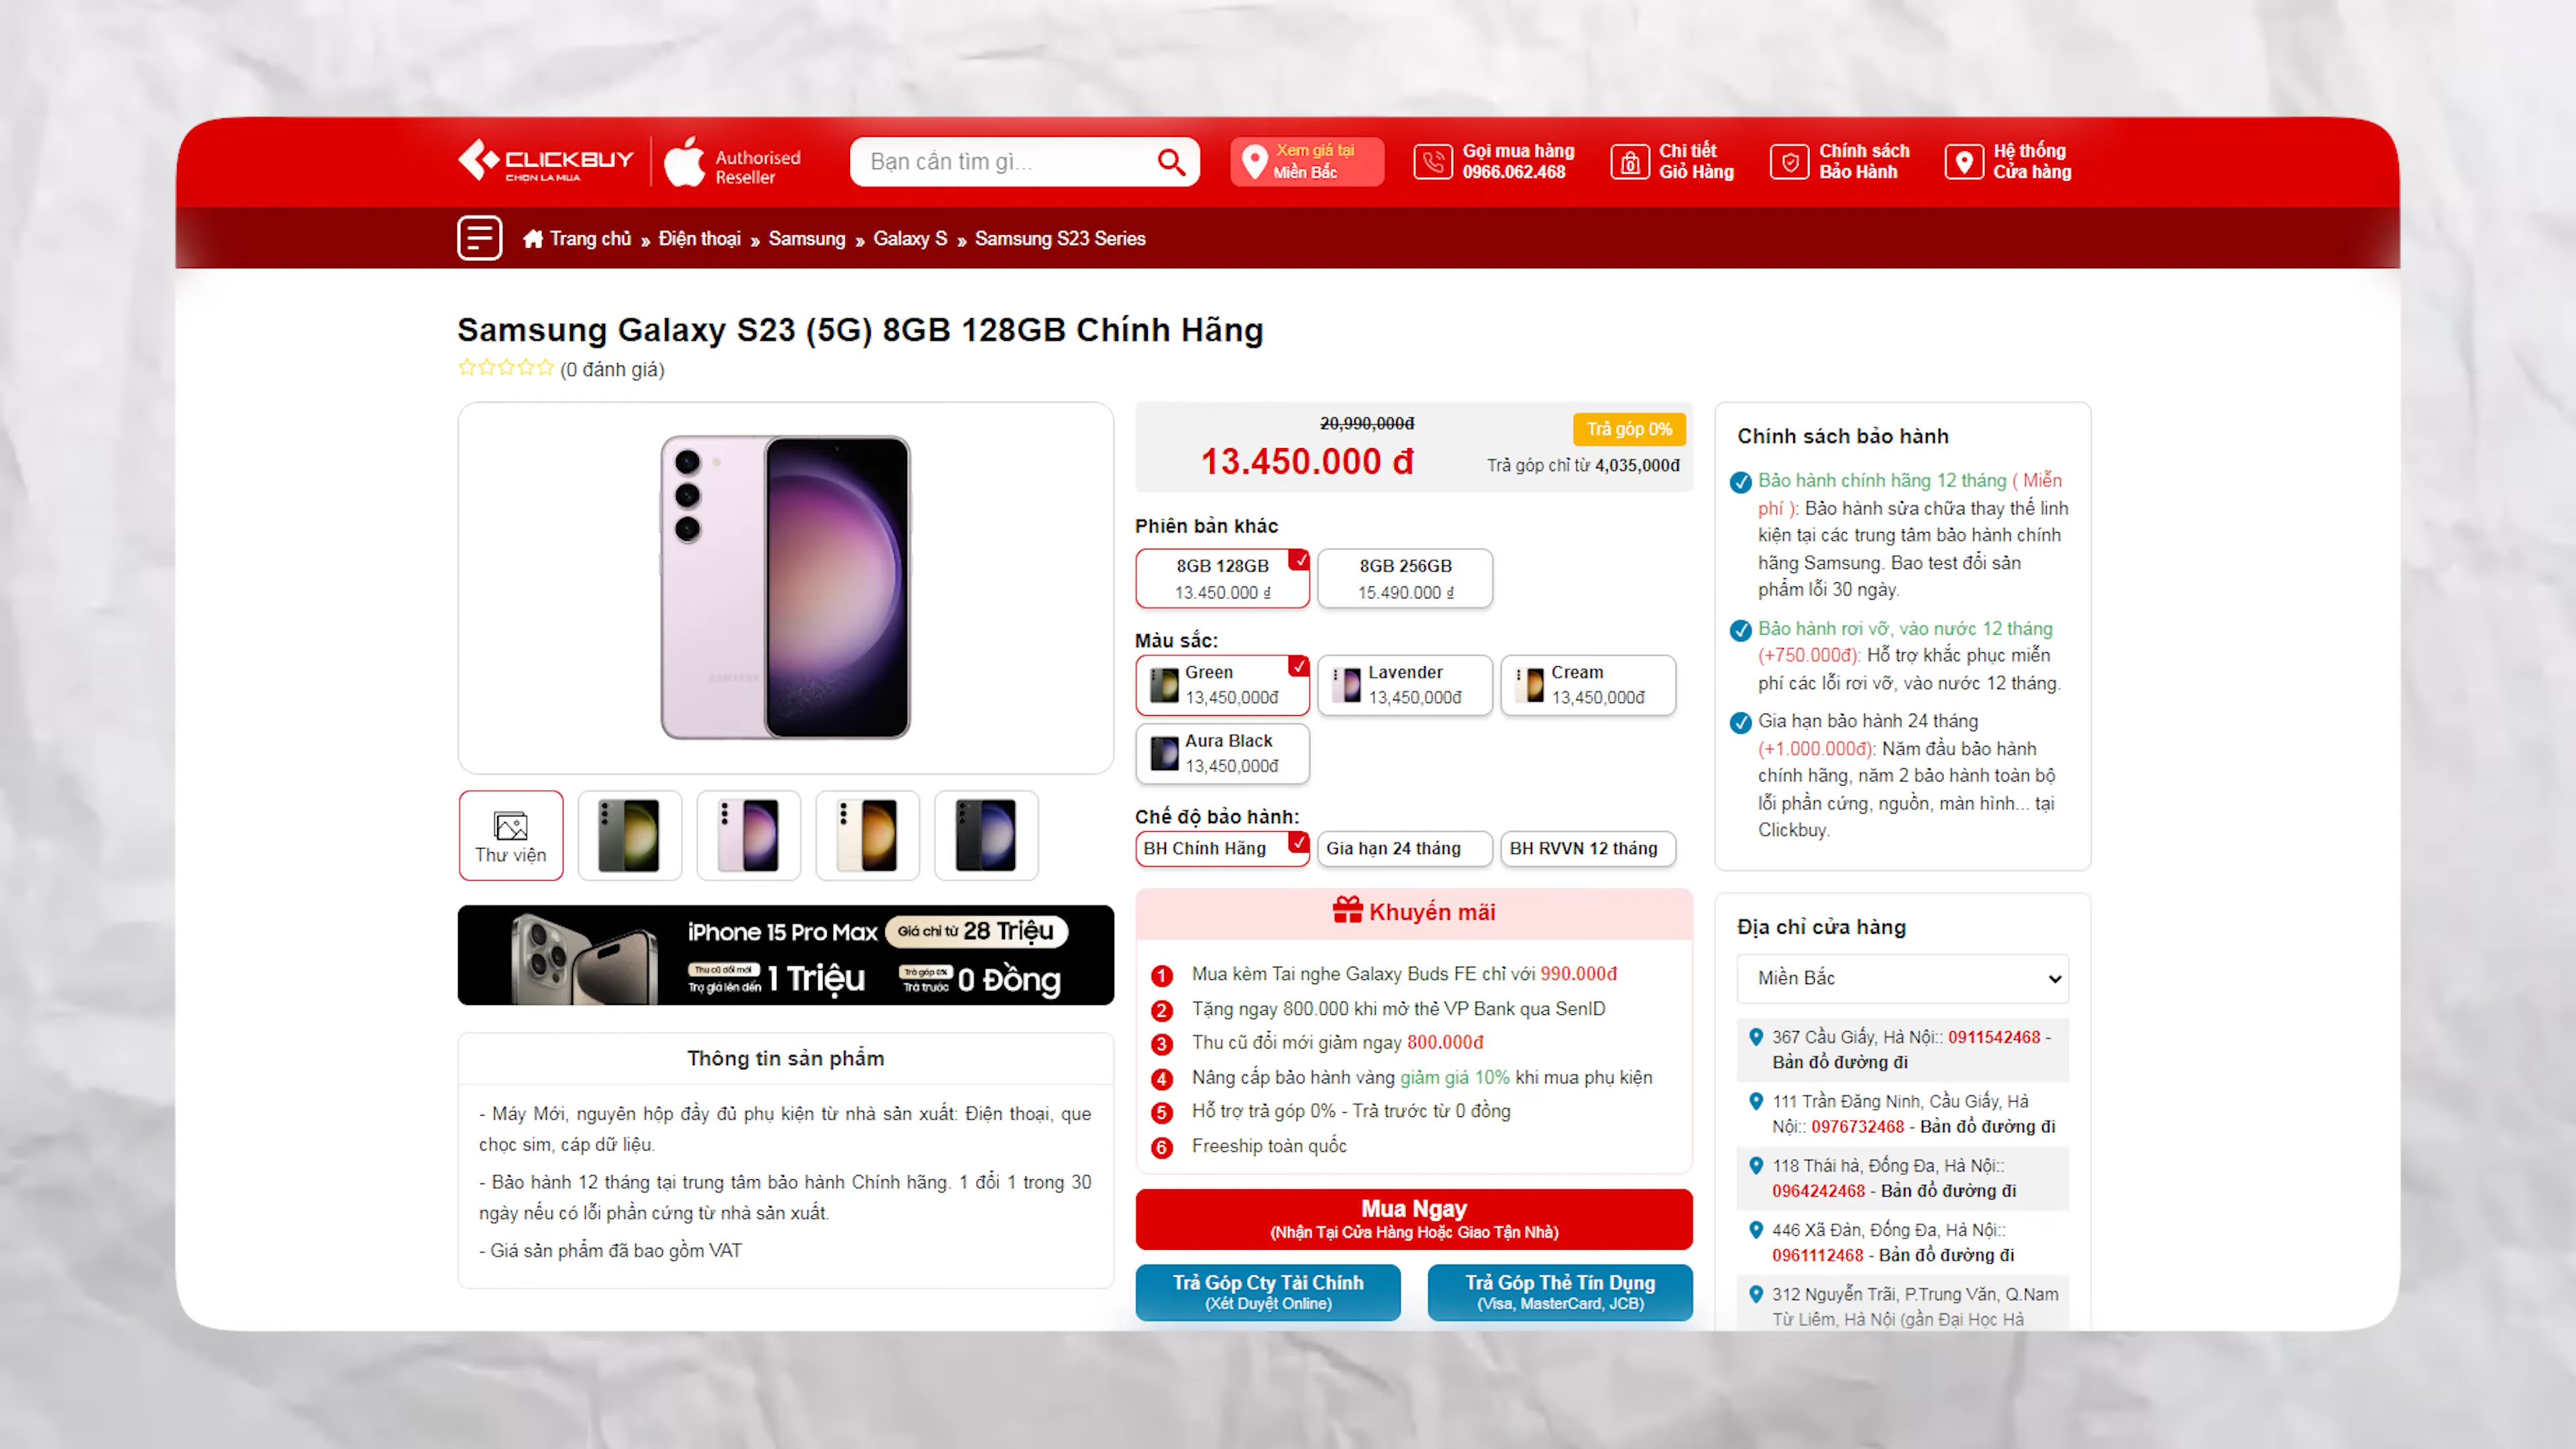 CLICKBUY
CHỌN LÀ MUA
Authorised
Reseller
Bạn cần tìm gì...
Xem giá tại
Miền Bắc
Gọi mua hàng
0966.062.468
0
Chi tiết
Giỏ Hàng
Chính sách
Bảo Hành
Hệ thống
Cửa hàng
Trang chủ » Điện thoại » Samsung » Galaxy S » Samsung S23 Series
Samsung Galaxy S23 (5G) 8GB 128GB Chính Hãng
(0 đánh giá)
SAMSUNG
Thư viện
iPhone 15 Pro Max Giá chỉ từ 28 Triệu
Thu cũ đổi mới
Trợ giá lên đến 1 Triệu
Trả góp 0%
Trả trước 0 Đồng
Thông tin sản phẩm
- Máy Mới, nguyên hộp đầy đủ phụ kiện từ nhà sản xuất: Điện thoại, que
chọc sim, cáp dữ liệu.
- Bảo hành 12 tháng tại trung tâm bảo hành Chính hãng. 1 đổi 1 trong 30
ngày nếu có lỗi phần cứng từ nhà sản xuất.
- Giá sản phẩm đã bao gồm VAT
20,990,000đ
13.450.000 đ
Trả góp 0%
Trả góp chỉ từ 4,035,000đ
Phiên bản khác
8GB 128GB
13.450.000 ₫
8GB 256GB
15.490.000 ₫
Màu sắc:
Green
13,450,000đ
Lavender
13,450,000đ
Cream
13,450,000đ
Aura Black
13,450,000đ
Chế độ bảo hành:
BH Chính Hãng
Gia hạn 24 tháng
BH RVVN 12 tháng
Khuyến mãi
1 Mua kèm Tai nghe Galaxy Buds FE chỉ với 990.000đ
2 Tặng ngay 800.000 khi mở thẻ VP Bank qua SenID
3 Thu cũ đổi mới giảm ngay 800.000đ
4 Nâng cấp bảo hành vàng giảm giá 10% khi mua phụ kiện
5 Hỗ trợ trả góp 0% - Trả trước từ 0 đồng
6 Freeship toàn quốc
Mua Ngay
(Nhận Tại Cửa Hàng Hoặc Giao Tận Nhà)
Trả Góp Cty Tài Chính
(Xét Duyệt Online)
Trả Góp Thẻ Tín Dụng
(Visa, MasterCard, JCB)
Chính sách bảo hành
Bảo hành chính hãng 12 tháng ( Miễn
phí ): Bảo hành sửa chữa thay thế linh
kiện tại các trung tâm bảo hành chính
hãng Samsung. Bao test đổi sản
phẩm lỗi 30 ngày.
Bảo hành rơi vỡ, vào nước 12 tháng
(+750.000đ): Hỗ trợ khắc phục miễn
phí các lỗi rơi vỡ, vào nước 12 tháng.
Gia hạn bảo hành 24 tháng
(+1.000.000đ): Năm đầu bảo hành
chính hãng, năm 2 bảo hành toàn bộ
lỗi phần cứng, nguồn, màn hình... tại
Clickbuy.
Địa chỉ cửa hàng
Miền Bắc
367 Cầu Giấy, Hà Nội:: 0911542468 -
Bản đồ đường đi
111 Trần Đăng Ninh, Cầu Giấy, Hà
Nội:: 0976732468 - Bản đồ đường đi
118 Thái hà, Đống Đa, Hà Nội::
0964242468 - Bản đồ đường đi
446 Xã Đàn, Đống Đa, Hà Nội::
0961112468 - Bản đồ đường đi
312 Nguyễn Trãi, P.Trung Văn, Q.Nam
Từ Liêm, Hà Nội (gần Đại Học Hà